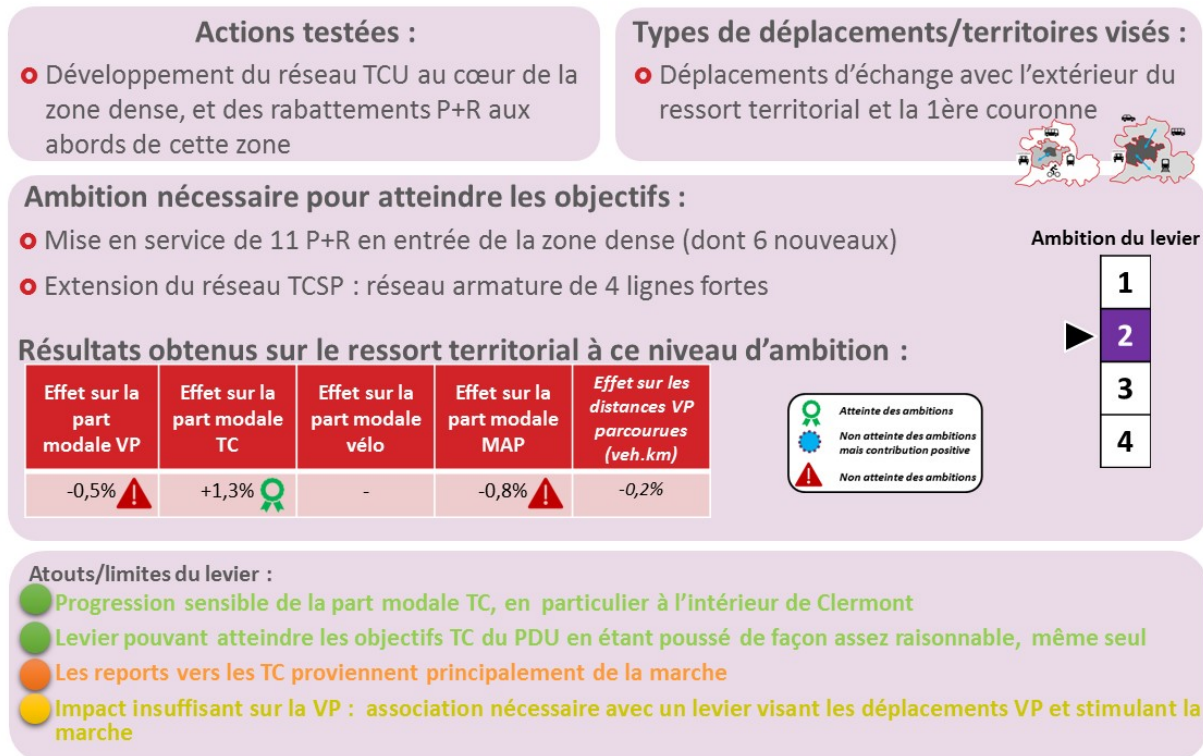 Actions testées :
Développement du réseau TCU au cœur de la
zone dense, et des rabattements P+R aux
abords de cette zone
Types de déplacements/territoires visés :
Déplacements d'échange avec l'extérieur du
ressort territorial et la 1ère couronne
Ambition nécessaire pour atteindre les objectifs :
Mise en service de 11 P+R en entrée de la zone dense (dont 6 nouveaux)
Extension du réseau TCSP : réseau armature de 4 lignes fortes
Ambition du levier
1
2
3
4
Résultats obtenus sur le ressort territorial à ce niveau d'ambition :
Effet sur la
part
modale VP
Effet sur la
part modale
TC
Effet sur la
part modale
vélo
Effet sur la
part modale
MAP
Effet sur les
distances VP
parcourues
(veh.km)
-0,5%
+1,3%
-
-0,8%
-0,2%
Atteinte des ambitions
Non atteinte des ambitions
mais contribution positive
Non atteinte des ambitions
Atouts/limites du levier :
Progression sensible de la part modale TC, en particulier à l'intérieur de Clermont
Levier pouvant atteindre les objectifs TC du PDU en étant poussé de façon assez raisonnable, même seul
Les reports vers les TC proviennent principalement de la marche
Impact insuffisant sur la VP : association nécessaire avec un levier visant les déplacements VP et stimulant la
marche